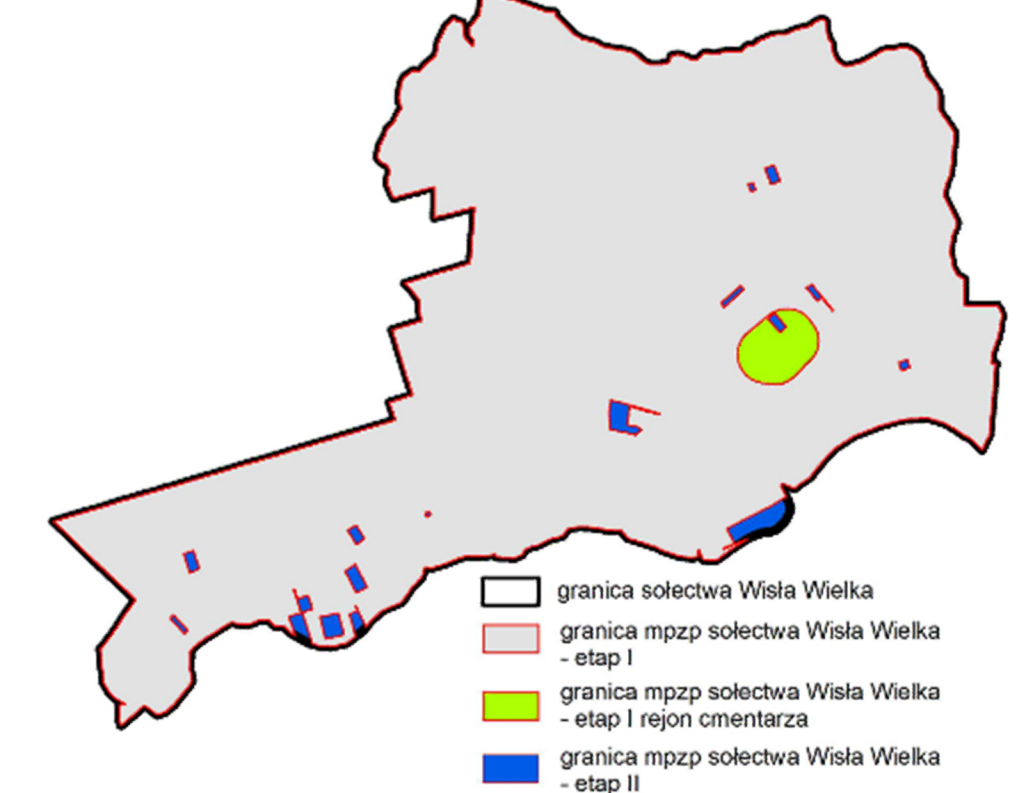 granica sołectwa Wisła Wielka
granica mpzp sołectwa Wisła Wielka
- etap I
granica mpzp sołectwa Wisła Wielka
- etap I rejon cmentarza
granica mpzp sołectwa Wisła Wielka
- etap II